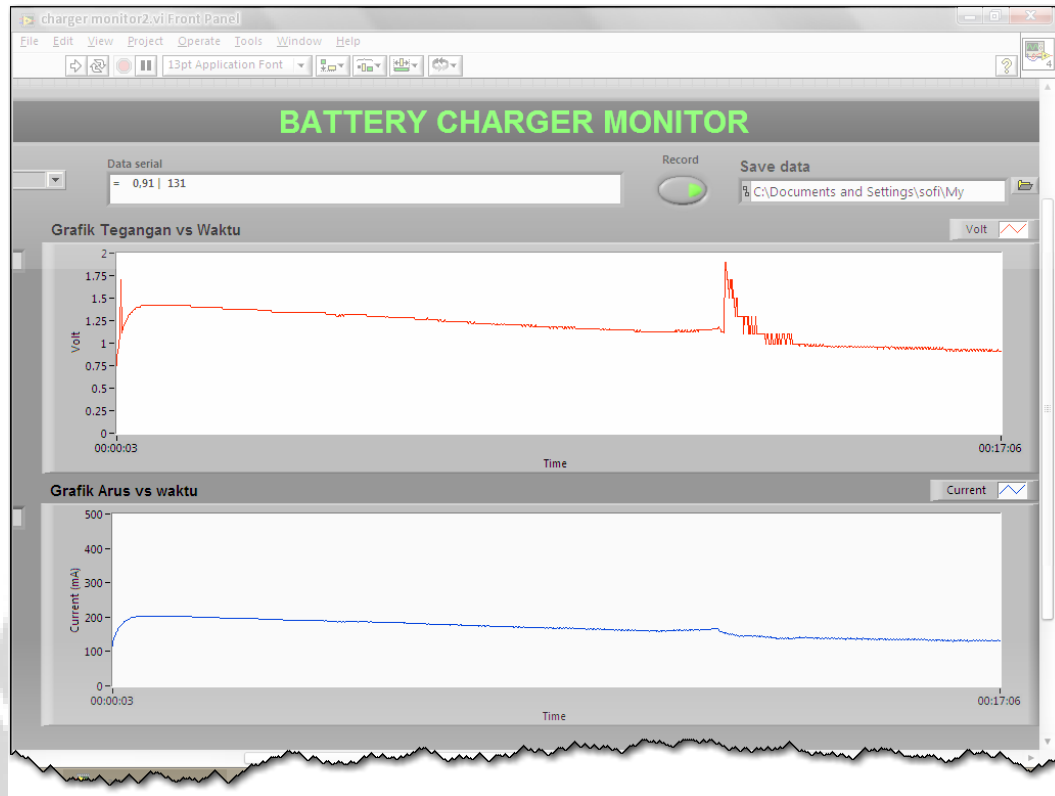 charger monitor2.vi Front Panel
File Edit View Project Operate Tools Window Help
13pt Application Font
4
BATTERY CHARGER MONITOR
Data serial
= 0,91 | 131
Record
Save data
C:\Documents and Settings\sofi\My
Grafik Tegangan vs Waktu
Volt
2
1.75
1.5
1.25
1
0.75
0.5
0.25
0
Volt
00:00:03
00:17:06
Time
Grafik Arus vs waktu
Current
500
400
300
200
100
0
Current (mA)
00:00:03
00:17:06
Time